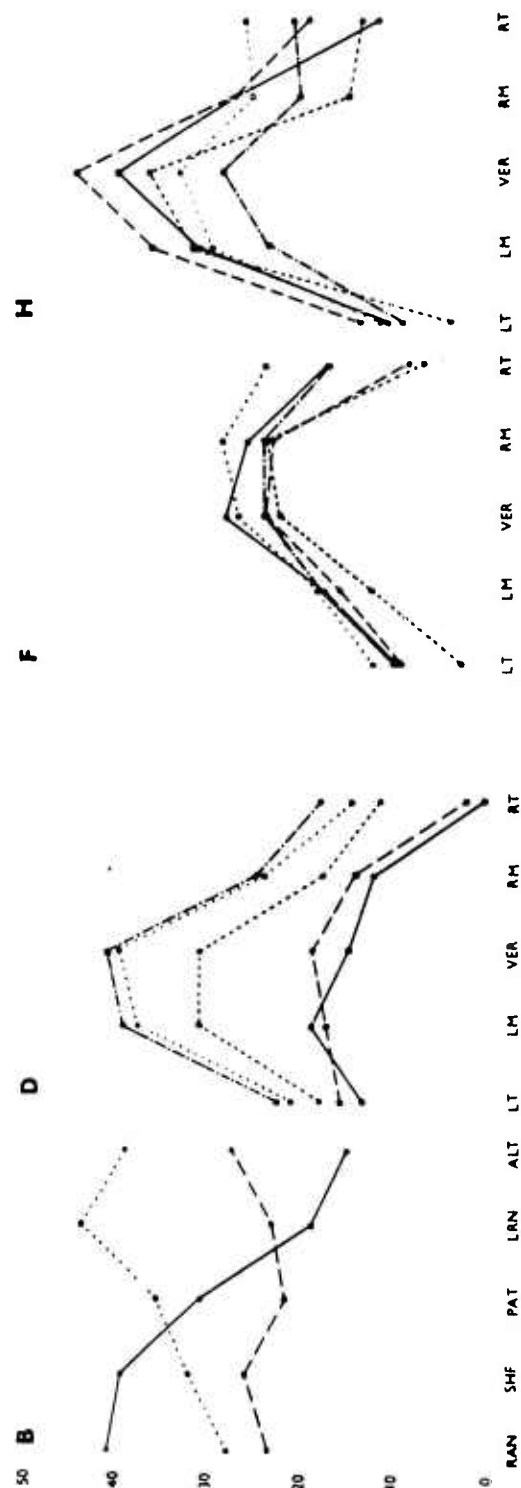 B
D
F
H
50
40
30
20
10
0
RAN SHF PAT LRN ALT
LT LM VER RM RT
LT LM VER RM RT
LT LM VER RM RT